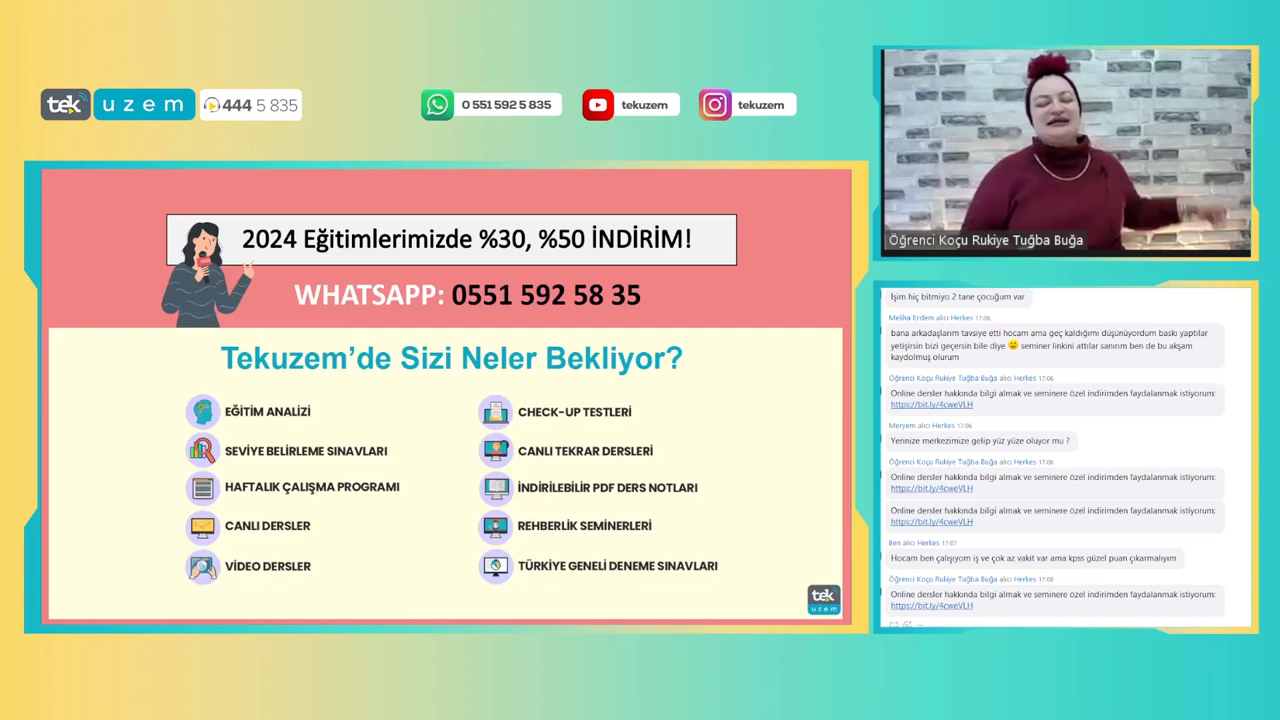 tek uzem 444 5 835
0 551 592 5 835
tekuzem
tekuzem
2024 Eğitimlerimizde %30, %50 İNDİRİM!
WHATSAPP: 0551 592 58 35
Tekuzem’de Sizi Neler Bekliyor?
EĞİTİM ANALİZİ
SEVİYE BELİRLEME SINAVLARI
HAFTALIK ÇALIŞMA PROGRAMI
CANLI DERSLER
VİDEO DERSLER
CHECK-UP TESTLERİ
CANLI TEKRAR DERSLERİ
İNDİRİLEBİLİR PDF DERS NOTLARI
REHBERLİK SEMİNERLERİ
TÜRKİYE GENELİ DENEME SINAVLARI
tek
uzem
Öğrenci Koçu Rukiye Tuğba Buğa
İşim hiç bitmiyo 2 tane çocuğum var
Meliha Erdem alıcı Herkes 17:06
bana arkadaşlarım tavsiye etti hocam ama geç kaldığımı düşünüyordum baskı yaptılar
yetişirsin bizi geçersin bile diye 😀 seminer linkini attılar sanırım ben de bu akşam
kaydolmuş olurum
Öğrenci Koçu Rukiye Tuğba Buğa alıcı Herkes 17:06
Online dersler hakkında bilgi almak ve seminere özel indirimden faydalanmak istiyorum:
https://bit.ly/4cweVLH
Meryem alıcı Herkes 17:06
Yerinize merkezimize gelip yüz yüze oluyor mu ?
Öğrenci Koçu Rukiye Tuğba Buğa alıcı Herkes 17:06
Online dersler hakkında bilgi almak ve seminere özel indirimden faydalanmak istiyorum:
https://bit.ly/4cweVLH
Online dersler hakkında bilgi almak ve seminere özel indirimden faydalanmak istiyorum:
https://bit.ly/4cweVLH
Ben alıcı Herkes 17:07
Hocam ben çalışıyom iş ve çok az vakit var ama kpss güzel puan çıkarmalıyim
Öğrenci Koçu Rukiye Tuğba Buğa alıcı Herkes 17:08
Online dersler hakkında bilgi almak ve seminere özel indirimden faydalanmak istiyorum:
https://bit.ly/4cweVLH